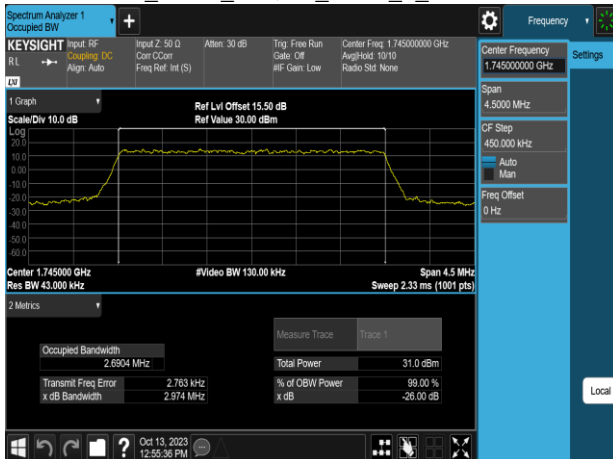 Spectrum Analyzer 1
Occupied BW
+
Frequency
KEYSIGHT
RL
Input: RF
Coupling: DC
Align: Auto
Input Z: 50 Ω
Corr CCorr
Freq Ref: Int (S)
Atten: 30 dB
Trig: Free Run
Gate: Off
#IF Gain: Low
Center Freq: 1.745000000 GHz
Avg|Hold: 10/10
Radio Std: None
LXI
Center Frequency
1.745000000 GHz
Settings
Span
4.5000 MHz
CF Step
450.000 kHz
Auto
Man
Freq Offset
0 Hz
1 Graph
Scale/Div 10.0 dB
Ref Lvl Offset 15.50 dB
Ref Value 30.00 dBm
Log
20.0
10.0
0.00
-10.0
-20.0
-30.0
-40.0
-50.0
-60.0
Center 1.745000 GHz
Res BW 43.000 kHz
#Video BW 130.00 kHz
Span 4.5 MHz
Sweep 2.33 ms (1001 pts)
2 Metrics
Measure Trace
Trace 1
Occupied Bandwidth
2.6904 MHz
Total Power
31.0 dBm
Transmit Freq Error
2.763 kHz
% of OBW Power
99.00 %
x dB Bandwidth
2.974 MHz
x dB
-26.00 dB
Local
?
Oct 13, 2023
12:55:36 PM